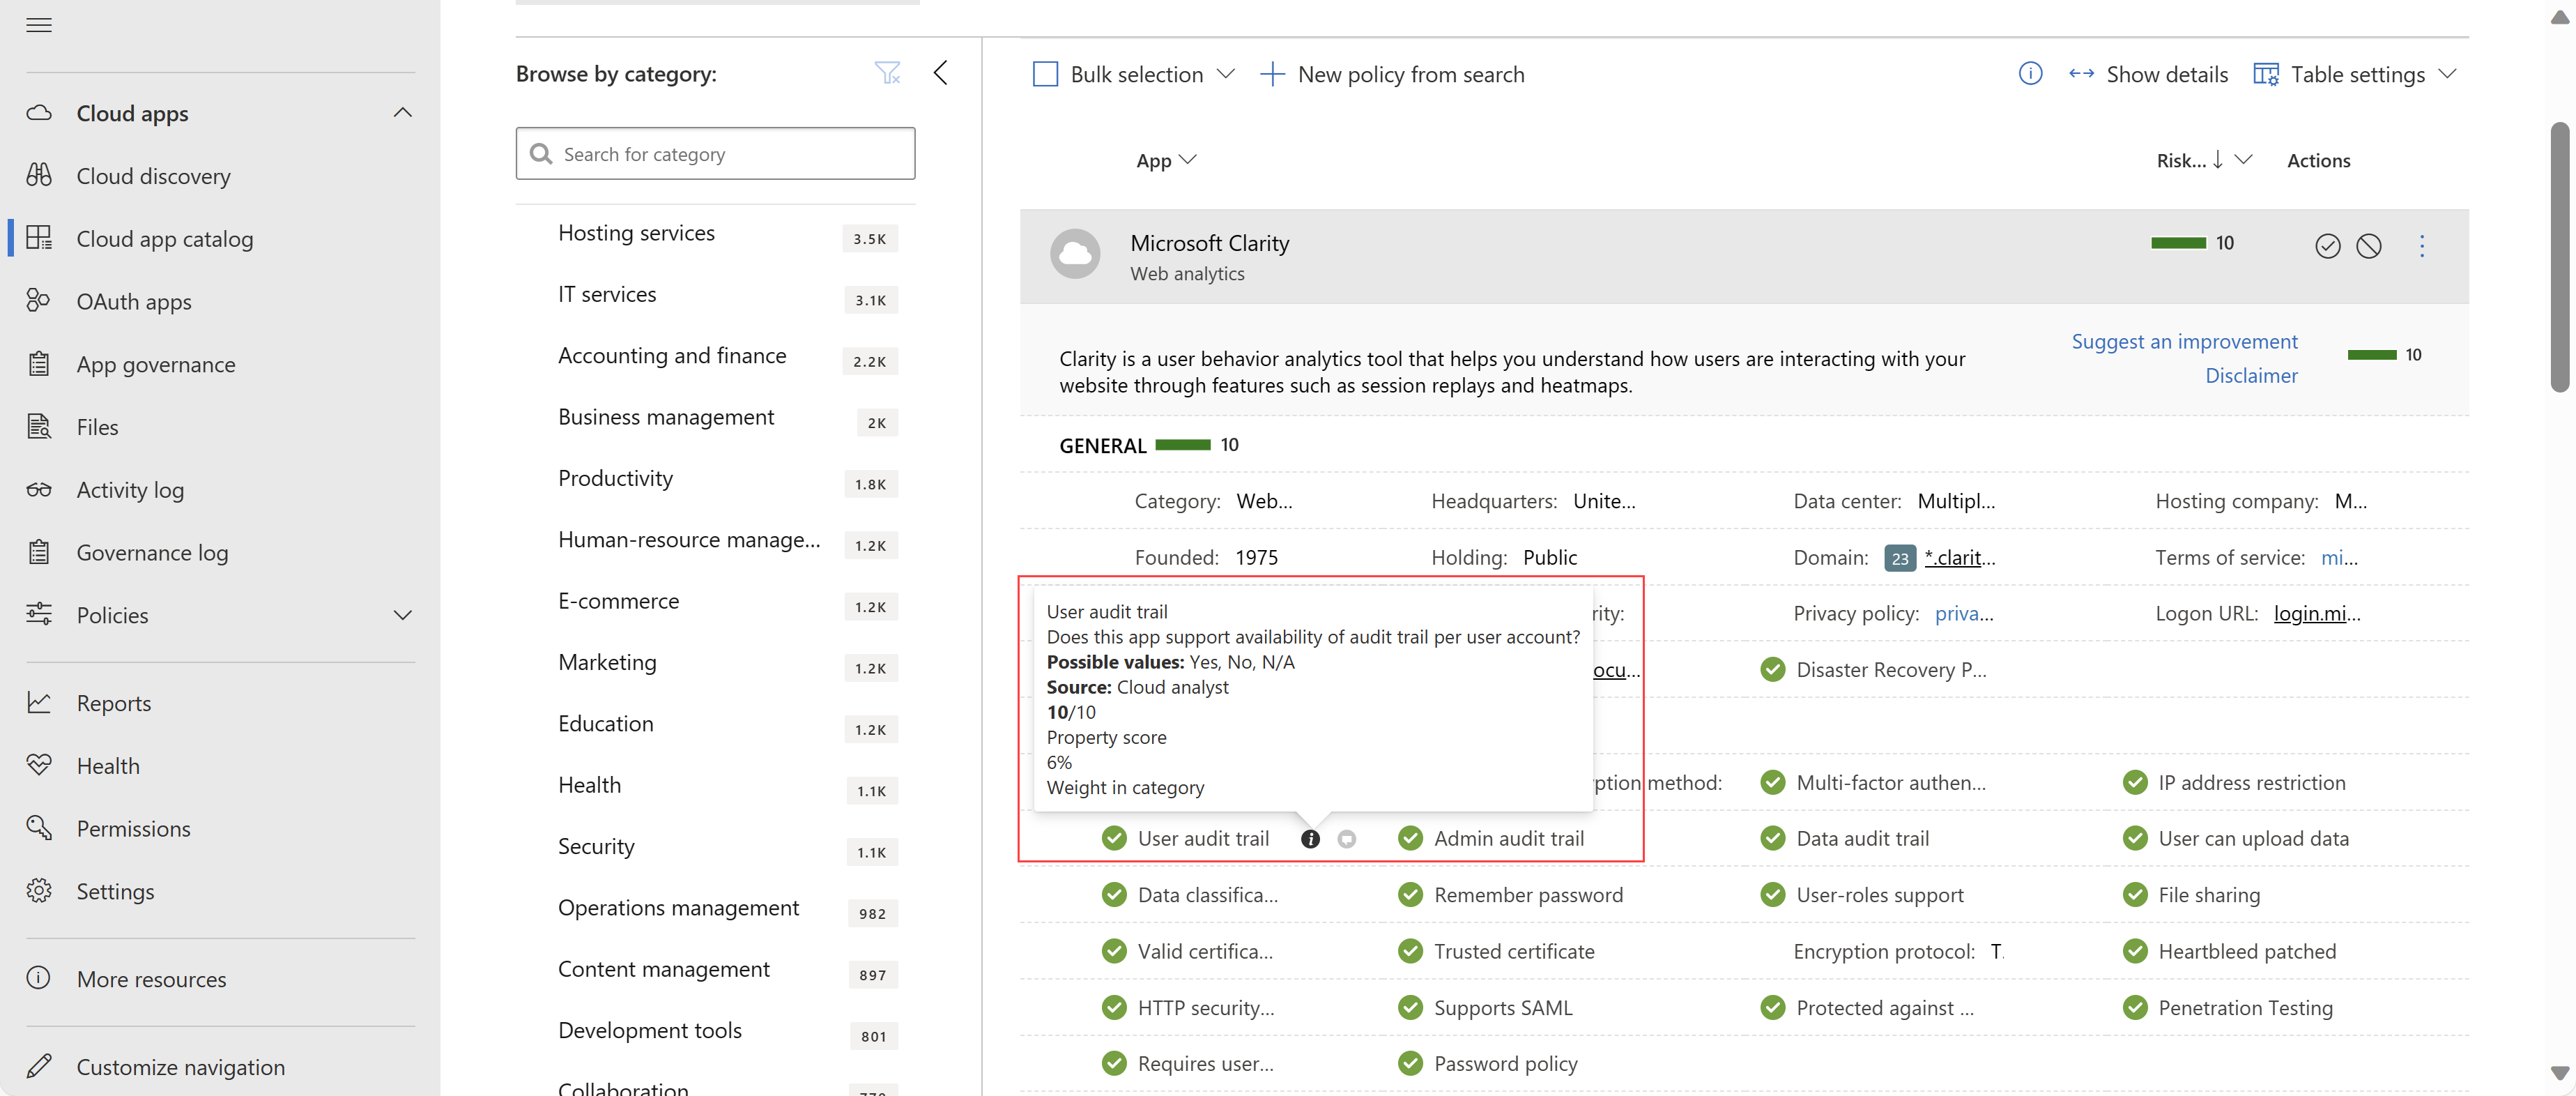 Cloud apps
Cloud discovery
Cloud app catalog
OAuth apps
App governance
Files
Activity log
Governance log
Policies
Reports
Health
Permissions
Settings
More resources
Customize navigation
Browse by category:
Search for category
Hosting services 3.5K
IT services 3.1K
Accounting and finance 2.2K
Business management 2K
Productivity 1.8K
Human-resource manage... 1.2K
E-commerce 1.2K
Marketing 1.2K
Education 1.2K
Health 1.1K
Security 1.1K
Operations management 982
Content management 897
Development tools 801
Collaboration
Bulk selection New policy from search Show details Table settings
App Risk... Actions
Microsoft Clarity 10
Web analytics
Clarity is a user behavior analytics tool that helps you understand how users are interacting with your
website through features such as session replays and heatmaps.
Suggest an improvement 10
Disclaimer
GENERAL 10
Category: Web... Headquarters: Unite... Data center: Multipl... Hosting company: M...
Founded: 1975 Holding: Public Domain: 23 *.clarit... Terms of service: mi...
rity: Privacy policy: priva... Logon URL: login.mi...
ocu... Disaster Recovery P...
User audit trail
Does this app support availability of audit trail per user account?
Possible values: Yes, No, N/A
Source: Cloud analyst
10/10
Property score
6%
Weight in category
ption method: Multi-factor authen... IP address restriction
User audit trail Admin audit trail Data audit trail User can upload data
Data classifica... Remember password User-roles support File sharing
Valid certifica... Trusted certificate Encryption protocol: T. Heartbleed patched
HTTP security... Supports SAML Protected against ... Penetration Testing
Requires user... Password policy